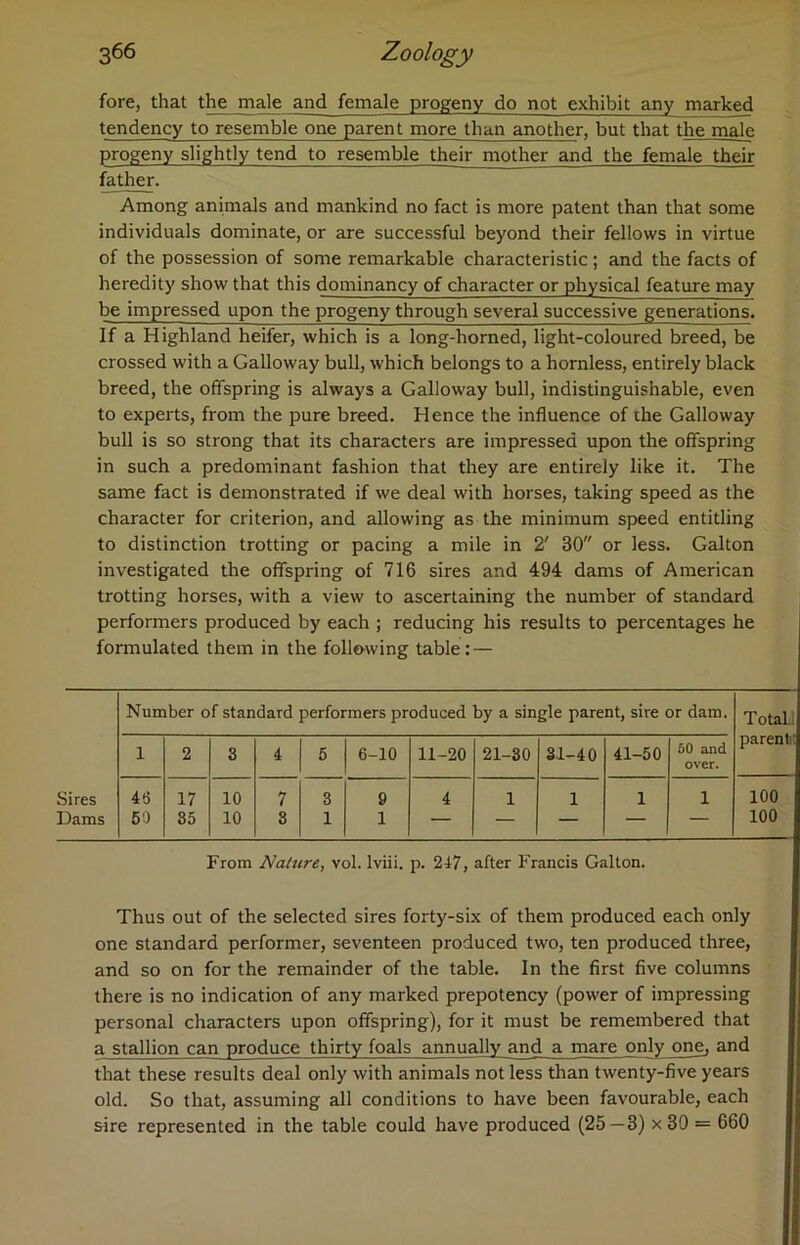 366 Zoology
fore, that the male and female progeny do not exhibit any marked
tendency to resemble one parent more than another, but that the male
progeny slightly tend to resemble their mother and the female their
father.
Among animals and mankind no fact is more patent than that some
individuals dominate, or are successful beyond their fellows in virtue
of the possession of some remarkable characteristic; and the facts of
heredity show that this dominancy of character or physical feature may
be impressed upon the progeny through several successive generations.
If a Highland heifer, which is a long-horned, light-coloured breed, be
crossed with a Galloway bull, which belongs to a hornless, entirely black
breed, the offspring is always a Galloway bull, indistinguishable, even
to experts, from the pure breed. Hence the influence of the Galloway
bull is so strong that its characters are impressed upon the offspring
in such a predominant fashion that they are entirely like it. The
same fact is demonstrated if we deal with horses, taking speed as the
character for criterion, and allowing as the minimum speed entitling
to distinction trotting or pacing a mile in 2′ 30″ or less. Galton
investigated the offspring of 716 sires and 494 dams of American
trotting horses, with a view to ascertaining the number of standard
performers produced by each ; reducing his results to percentages he
formulated them in the following table:—
Number of standard performers produced by a single parent, sire or dam. Total parent
1 2 3 4 5 6-10 11-20 21-30 31-40 41-50 50 and over.
Sires 46 17 10 7 3 9 4 1 1 1 1 100
Dams 50 35 10 3 1 1 — — — — — 100
From Nature, vol. lviii. p. 247, after Francis Galton.
Thus out of the selected sires forty-six of them produced each only
one standard performer, seventeen produced two, ten produced three,
and so on for the remainder of the table. In the first five columns
there is no indication of any marked prepotency (power of impressing
personal characters upon offspring), for it must be remembered that
a stallion can produce thirty foals annually and a mare only one, and
that these results deal only with animals not less than twenty-five years
old. So that, assuming all conditions to have been favourable, each
sire represented in the table could have produced (25—3) x 30 = 660